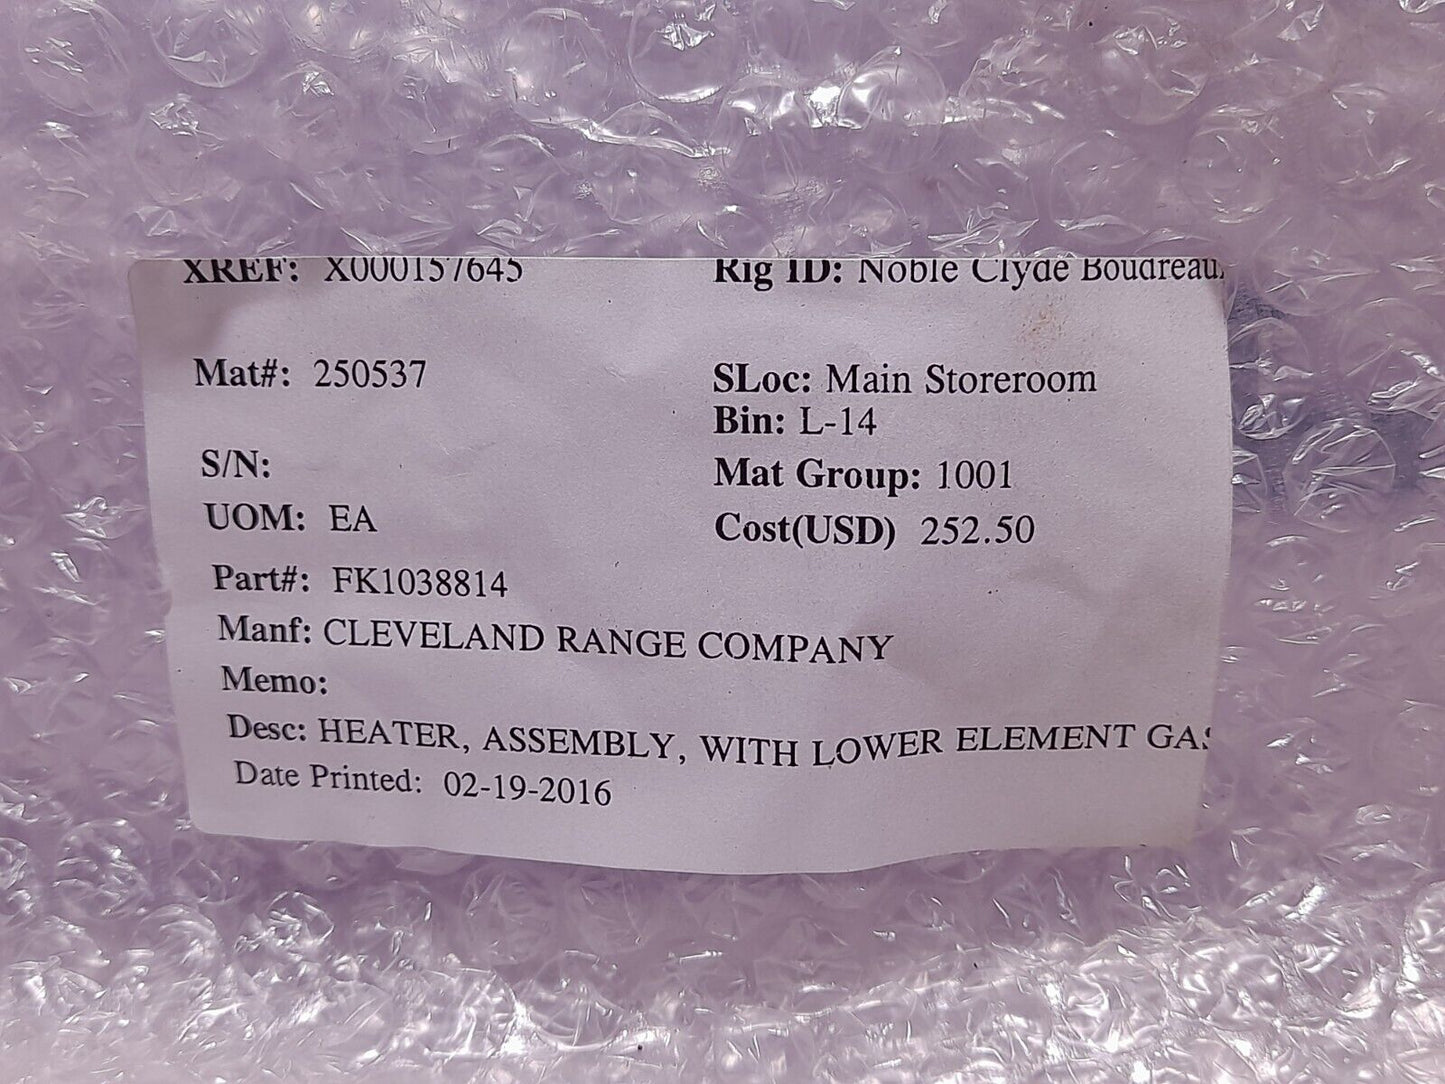 XREF: X000157645 Rig ID: Noble Clyde Boudreau
Mat#: 250537 SLoc: Main Storeroom
Bin: L-14
S/N: Mat Group: 1001
UOM: EA Cost(USD) 252.50
Part#: FK1038814
Manf: CLEVELAND RANGE COMPANY
Memo:
Desc: HEATER, ASSEMBLY, WITH LOWER ELEMENT
Date Printed: 02-19-2016